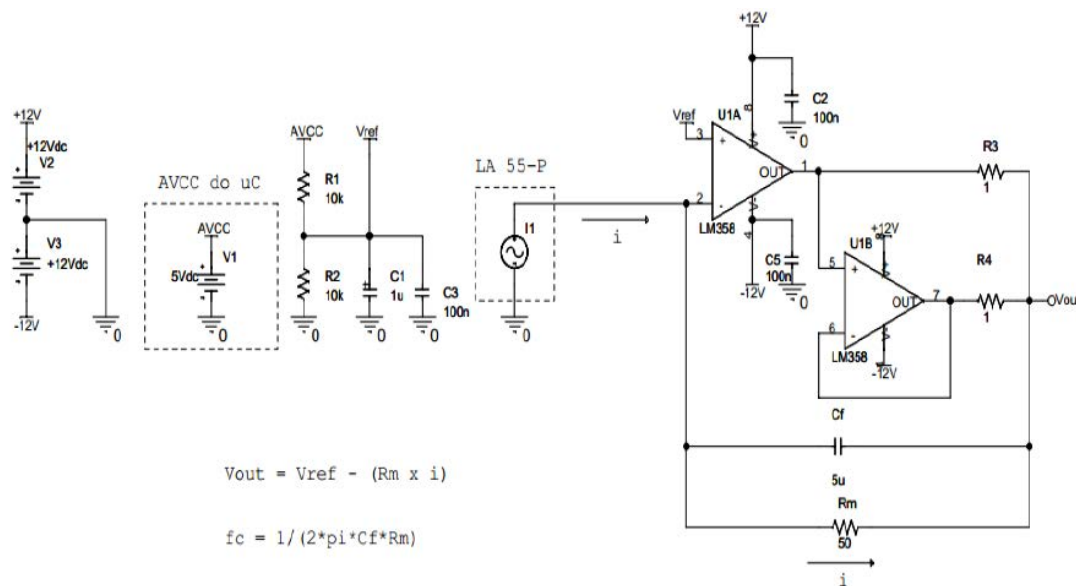 +12V
+12Vdc
V2
V3
+12Vdc
-12V
0
AVCC do uC
AVCC
V1
5Vdc
0
AVCC
Vref
R1
10k
R2
10k
C1
1u
C3
100n
0
0
0
LA 55-P
I1
0
i
+12V
C2
100n
0
U1A
Vref
3
+
8
V+
OUT
1
2
-
V-
4
LM358
C5
100n
0
-12V
R3
1
U1B
+12V
8
5
+
V+
OUT
7
6
-
V-
LM358
-12V
R4
1
Vou
Cf
5u
Rm
50
i
Vout = Vref - (Rm x i)
fc = 1/(2*pi*Cf*Rm)